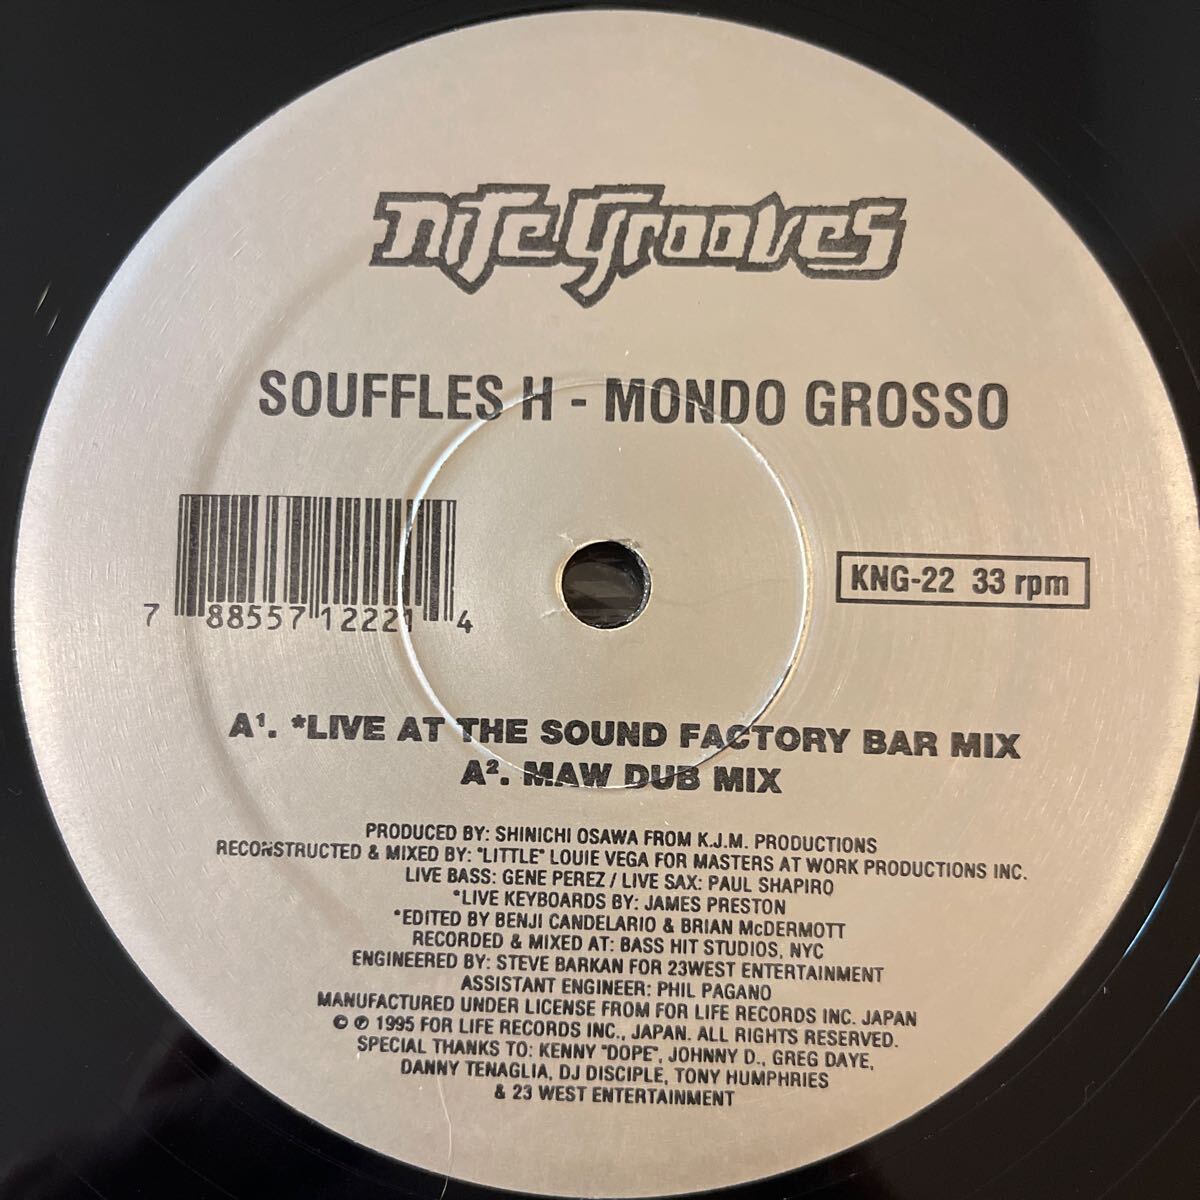 Nite Grooves
SOUFFLES H - MONDO GROSSO
7 88557 12221 4
KNG-22 33 rpm
A¹. *LIVE AT THE SOUND FACTORY BAR MIX
A². MAW DUB MIX
PRODUCED BY: SHINICHI OSAWA FROM K.J.M. PRODUCTIONS
RECONSTRUCTED & MIXED BY: "LITTLE" LOUIE VEGA FOR MASTERS AT WORK PRODUCTIONS INC.
LIVE BASS: GENE PEREZ / LIVE SAX: PAUL SHAPIRO
*LIVE KEYBOARDS BY: JAMES PRESTON
*EDITED BY BENJI CANDELARIO & BRIAN McDERMOTT
RECORDED & MIXED AT: BASS HIT STUDIOS, NYC
ENGINEERED BY: STEVE BARKAN FOR 23WEST ENTERTAINMENT
ASSISTANT ENGINEER: PHIL PAGANO
MANUFACTURED UNDER LICENSE FROM FOR LIFE RECORDS INC. JAPAN
© ℗ 1995 FOR LIFE RECORDS INC., JAPAN. ALL RIGHTS RESERVED.
SPECIAL THANKS TO: KENNY "DOPE", JOHNNY D., GREG DAYE,
DANNY TENAGLIA, DJ DISCIPLE, TONY HUMPHRIES
& 23 WEST ENTERTAINMENT